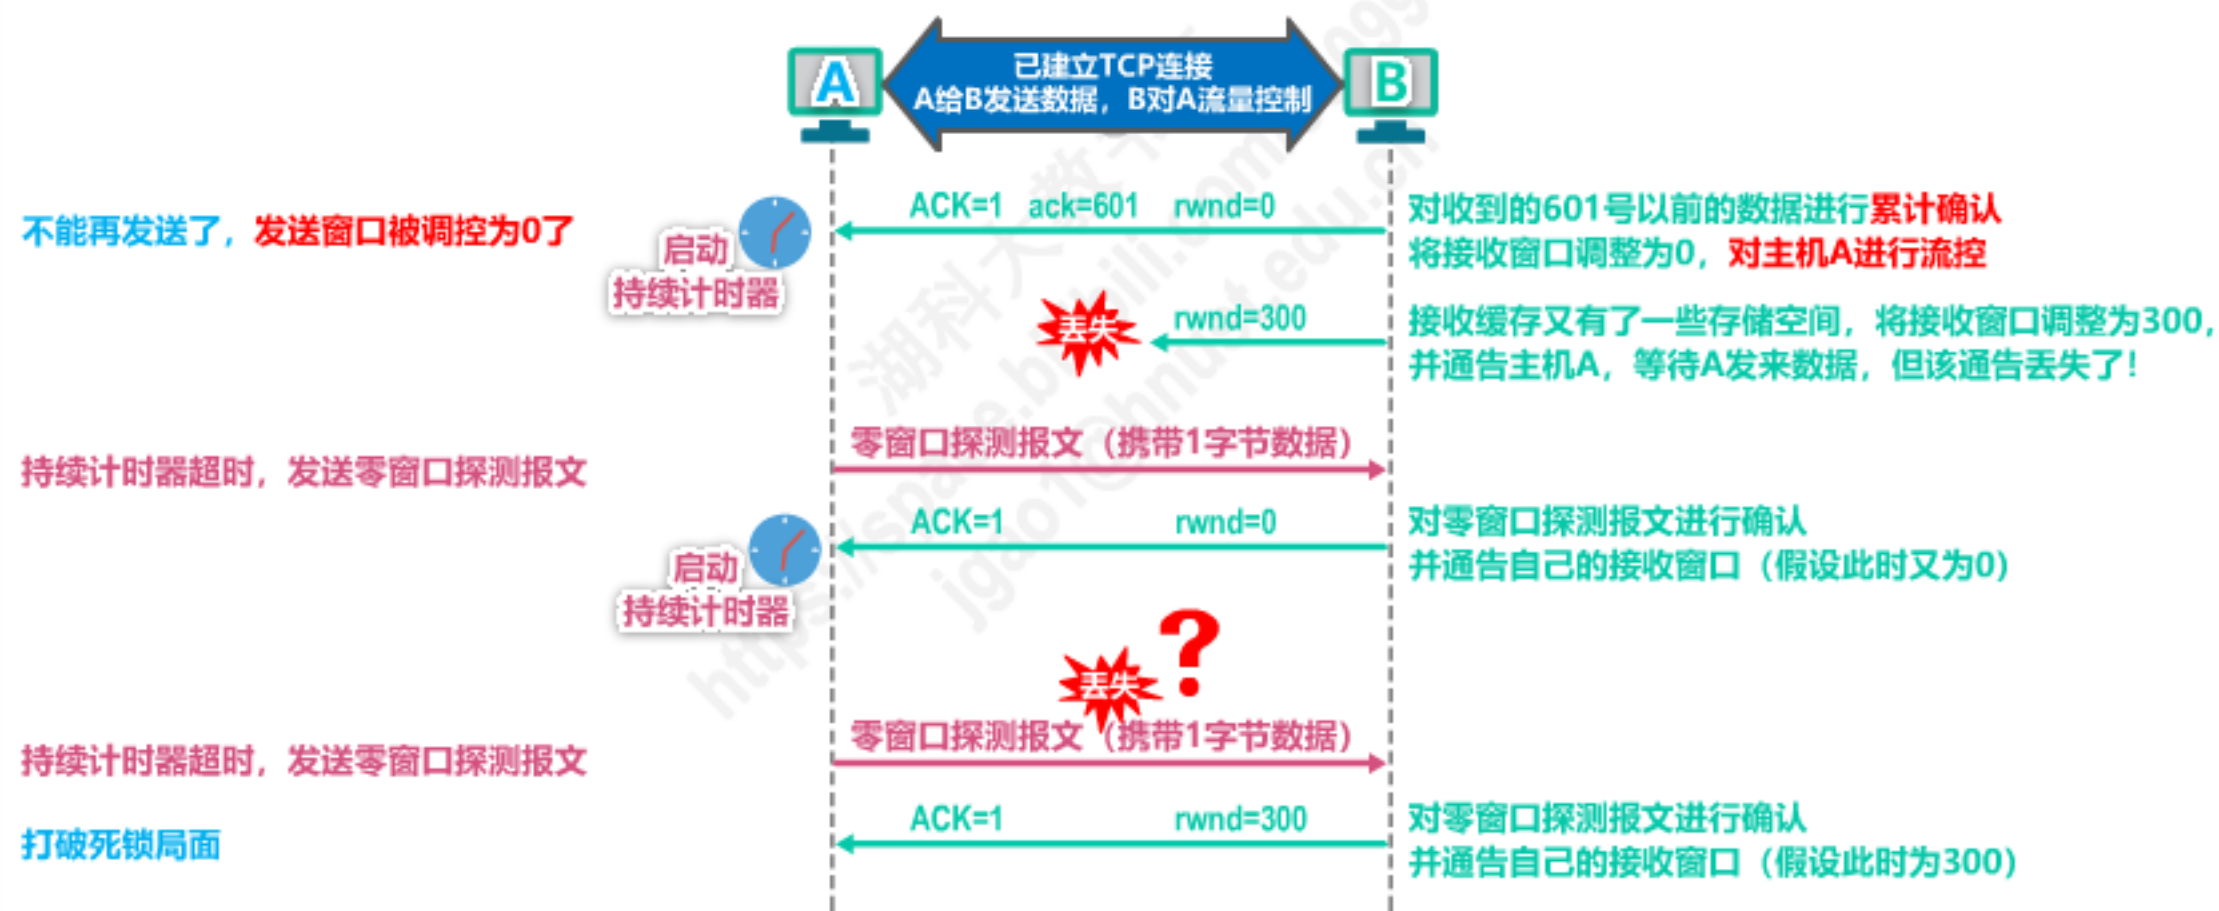 A
已建立TCP连接
A给B发送数据，B对A流量控制
B
不能再发送了，发送窗口被调控为0了
启动
持续计时器
ACK=1 ack=601 rwnd=0
对收到的601号以前的数据进行累计确认
将接收窗口调整为0，对主机A进行流控
丢失
rwnd=300
接收缓存又有了一些存储空间，将接收窗口调整为300，
并通告主机A，等待A发来数据，但该通告丢失了！
持续计时器超时，发送零窗口探测报文
零窗口探测报文（携带1字节数据）
启动
持续计时器
ACK=1 rwnd=0
对零窗口探测报文进行确认
并通告自己的接收窗口（假设此时又为0）
丢失
?
持续计时器超时，发送零窗口探测报文
零窗口探测报文（携带1字节数据）
打破死锁局面
ACK=1 rwnd=300
对零窗口探测报文进行确认
并通告自己的接收窗口（假设此时为300）